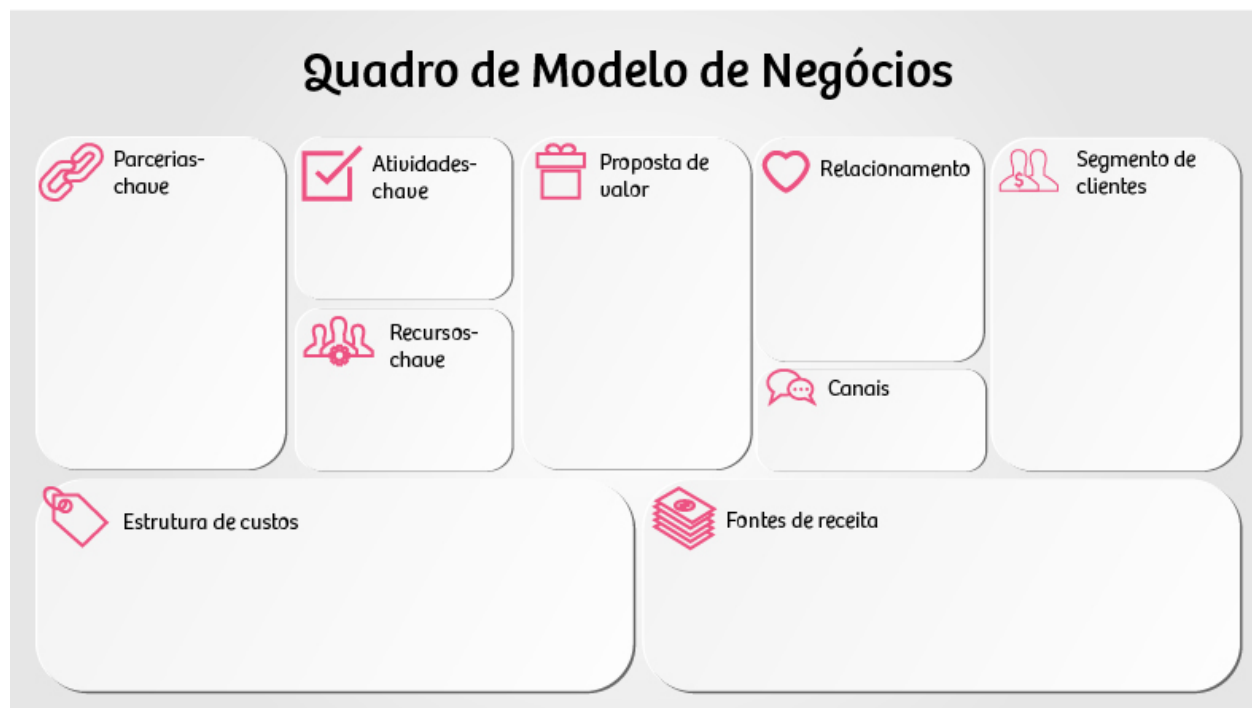 Quadro de Modelo de Negócios
Parcerias-
chave
Atividades-
chave
Recursos-
chave
Proposta de
valor
Relacionamento
Canais
Segmento de
clientes
Estrutura de custos
Fontes de receita